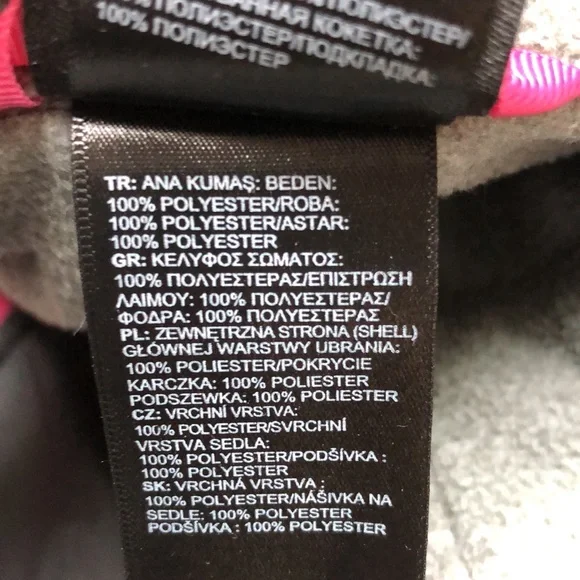 100% ПОЛИЭСТЕР/
КОКЕТКА:
100% ПОЛИЭСТЕР/ПОДКЛАДКА:
100% ПОЛИЭСТЕР
TR: ANA KUMAŞ: BEDEN:
100% POLYESTER/ROBA:
100% POLYESTER/ASTAR:
100% POLYESTER
GR: ΚΕΛΥΦΟΣ ΣΩΜΑΤΟΣ:
100% ΠΟΛΥΕΣΤΕΡΑΣ/ΕΠΙΣΤΡΩΣΗ
ΛΑΙΜΟΥ: 100% ΠΟΛΥΕΣΤΕΡΑΣ/
ΦΟΔΡΑ: 100% ΠΟΛΥΕΣΤΕΡΑΣ
PL: ZEWNĘTRZNA STRONA (SHELL)
GŁÓWNEJ WARSTWY UBRANIA:
100% POLIESTER/POKRYCIE
KARCZKA: 100% POLIESTER
PODSZEWKA: 100% POLIESTER
CZ: VRCHNÍ VRSTVA:
100% POLYESTER/SVRCHNÍ
VRSTVA SEDLA:
100% POLYESTER/PODŠÍVKA :
100% POLYESTER
SK: VRCHNÁ VRSTVA :
100% POLYESTER/NÁŠIVKA NA
SEDLE: 100% POLYESTER
PODŠÍVKA : 100% POLYESTER